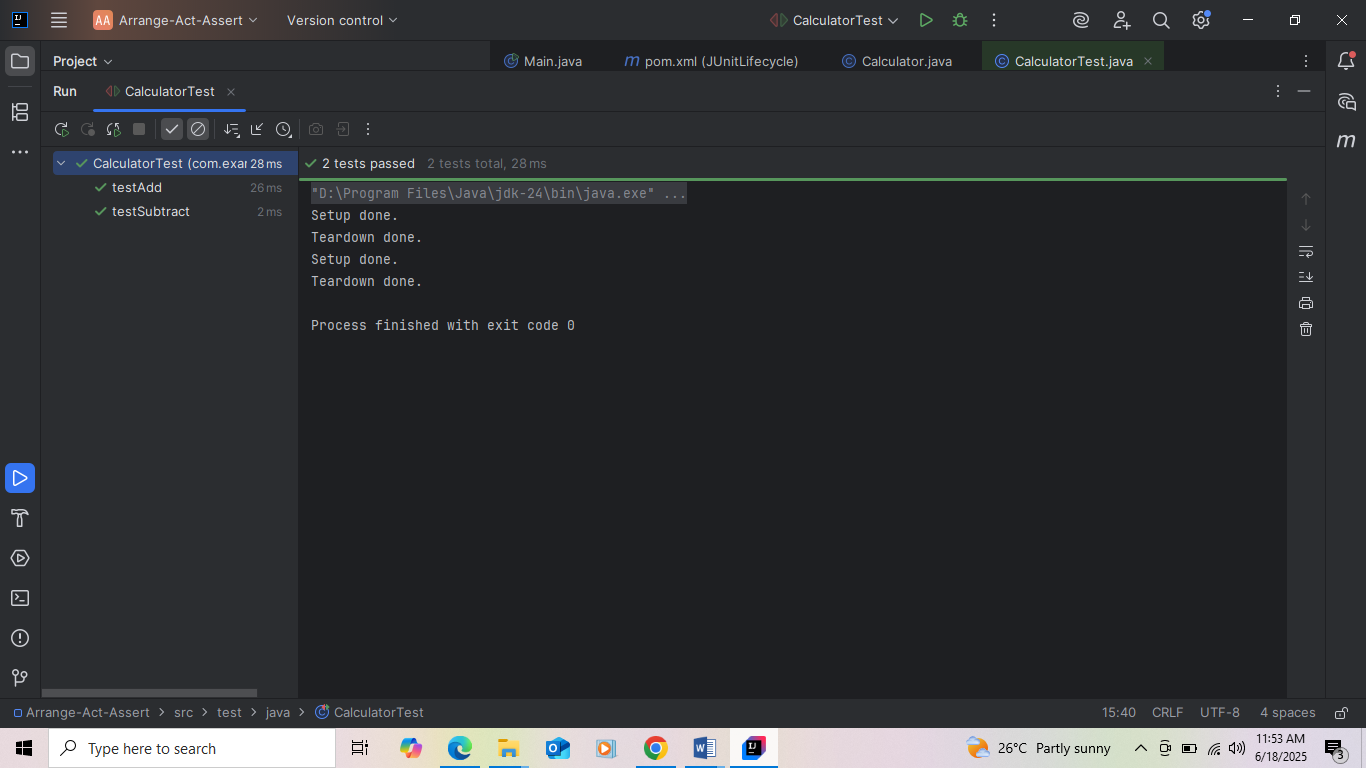 AA Arrange-Act-Assert
Version control
CalculatorTest
Project
Main.java
m pom.xml (JUnitLifecycle)
Calculator.java
CalculatorTest.java
Run
CalculatorTest
CalculatorTest (com.exar 28 ms
testAdd 26 ms
testSubtract 2 ms
2 tests passed 2 tests total, 28 ms
"D:\Program Files\Java\jdk-24\bin\java.exe" ...
Setup done.
Teardown done.
Setup done.
Teardown done.
Process finished with exit code 0
m
Arrange-Act-Assert > src > test > java > CalculatorTest
15:40 CRLF UTF-8 4 spaces
Type here to search
26°C Partly sunny
11:53 AM
6/18/2025
3